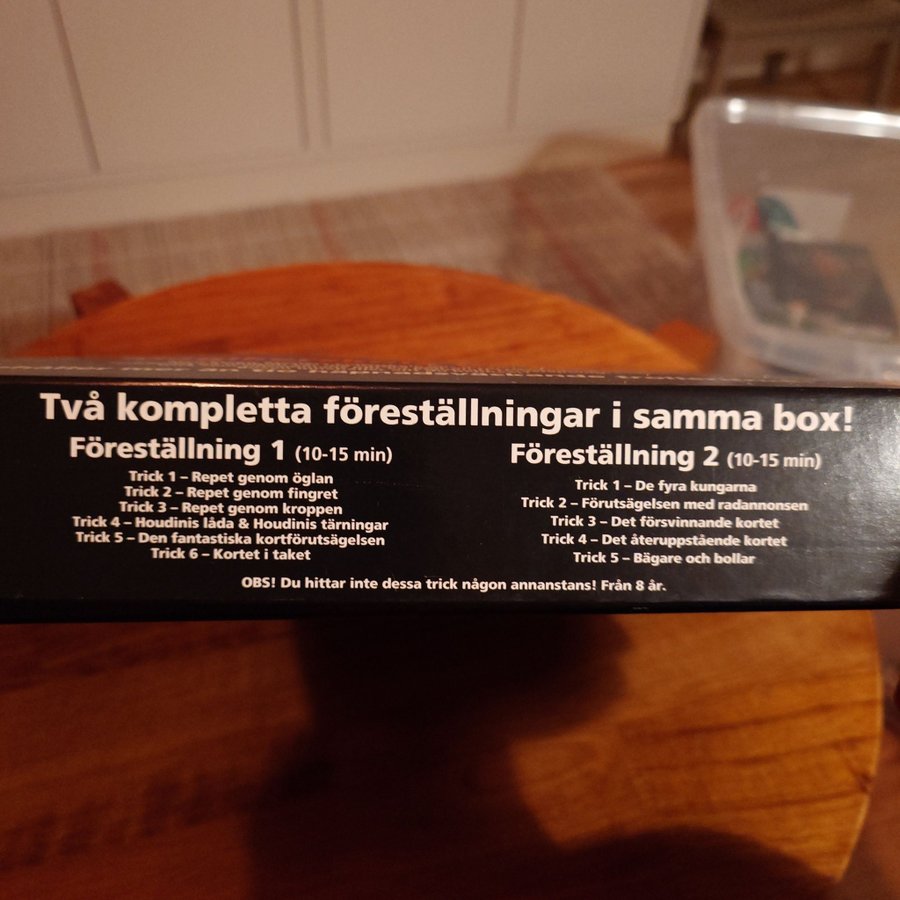 Två kompletta föreställningar i samma box!
Föreställning 1 (10-15 min)
Trick 1 – Repet genom öglan
Trick 2 – Repet genom fingret
Trick 3 – Repet genom kroppen
Trick 4 – Houdinis låda & Houdinis tärningar
Trick 5 – Den fantastiska kortförutsägelsen
Trick 6 – Kortet i taket
Föreställning 2 (10-15 min)
Trick 1 – De fyra kungarna
Trick 2 – Förutsägelsen med radannonsen
Trick 3 – Det försvinnande kortet
Trick 4 – Det återuppstående kortet
Trick 5 – Bägare och bollar
OBS! Du hittar inte dessa trick någon annanstans! Från 8 år.